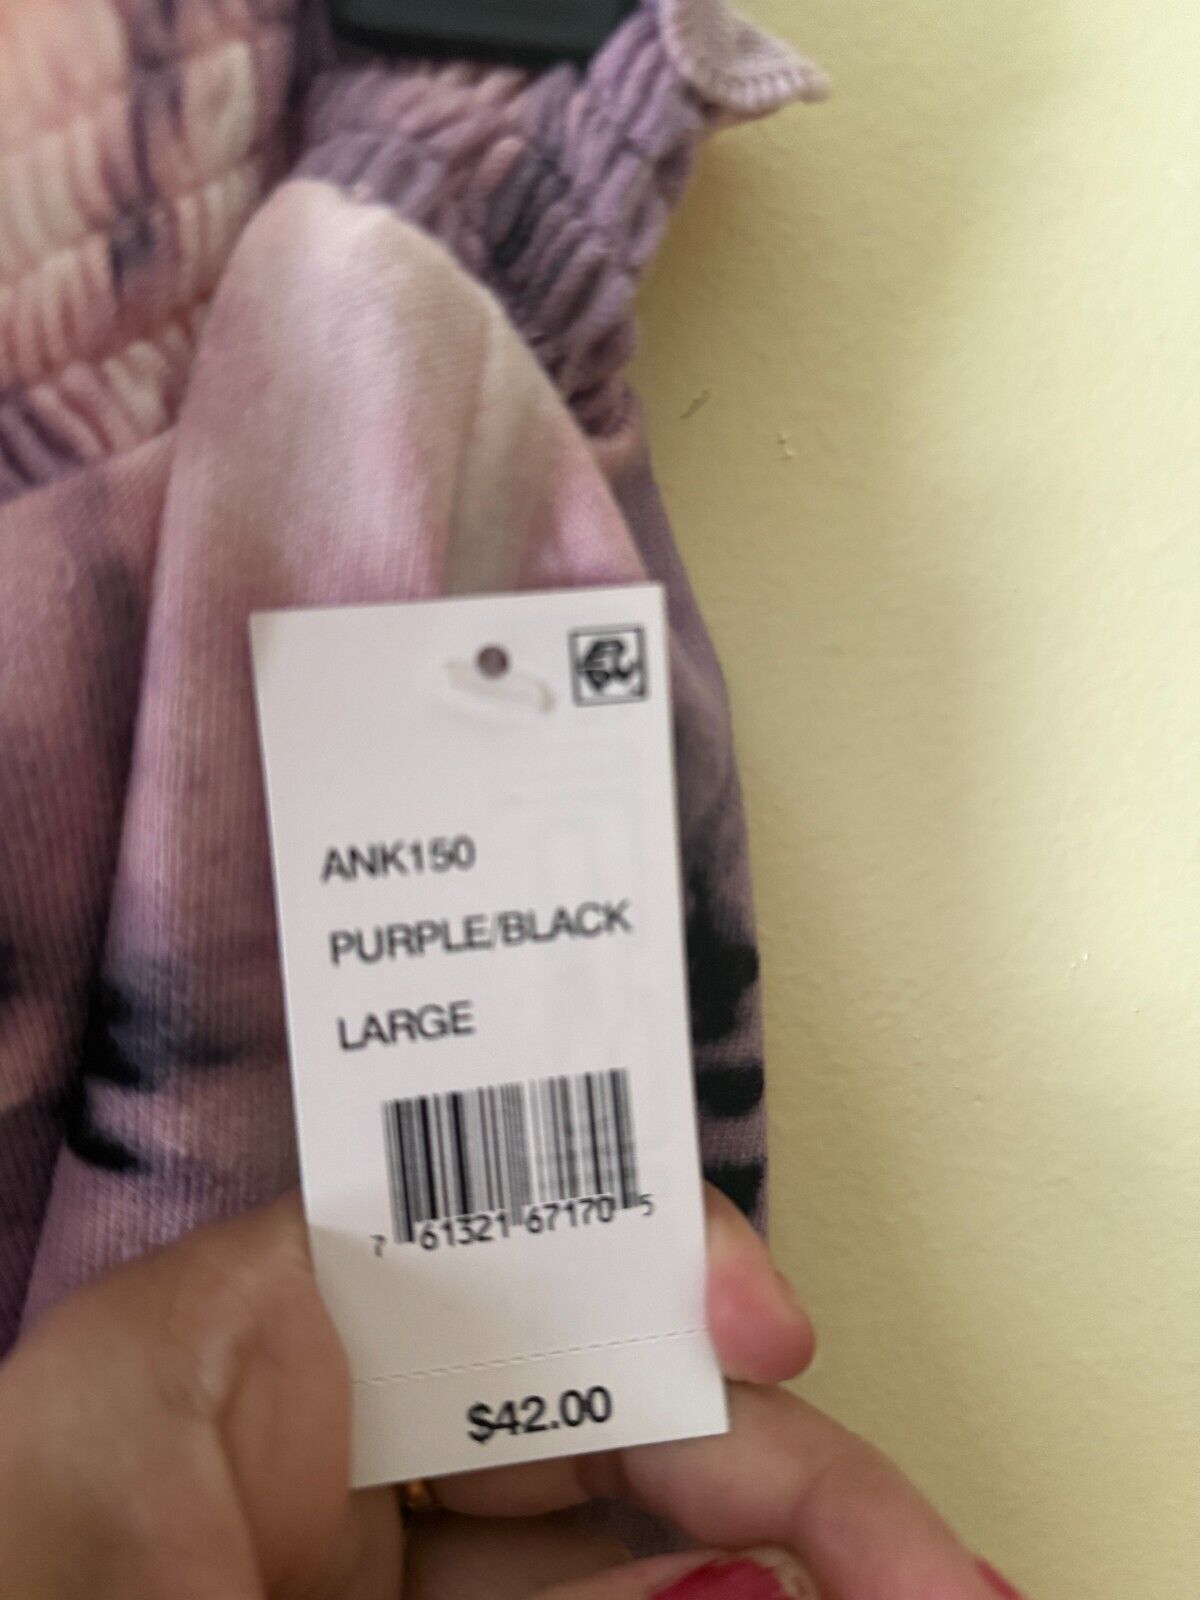 ANK150
PURPLE/BLACK
LARGE
7 61321 67170 5
$42.00